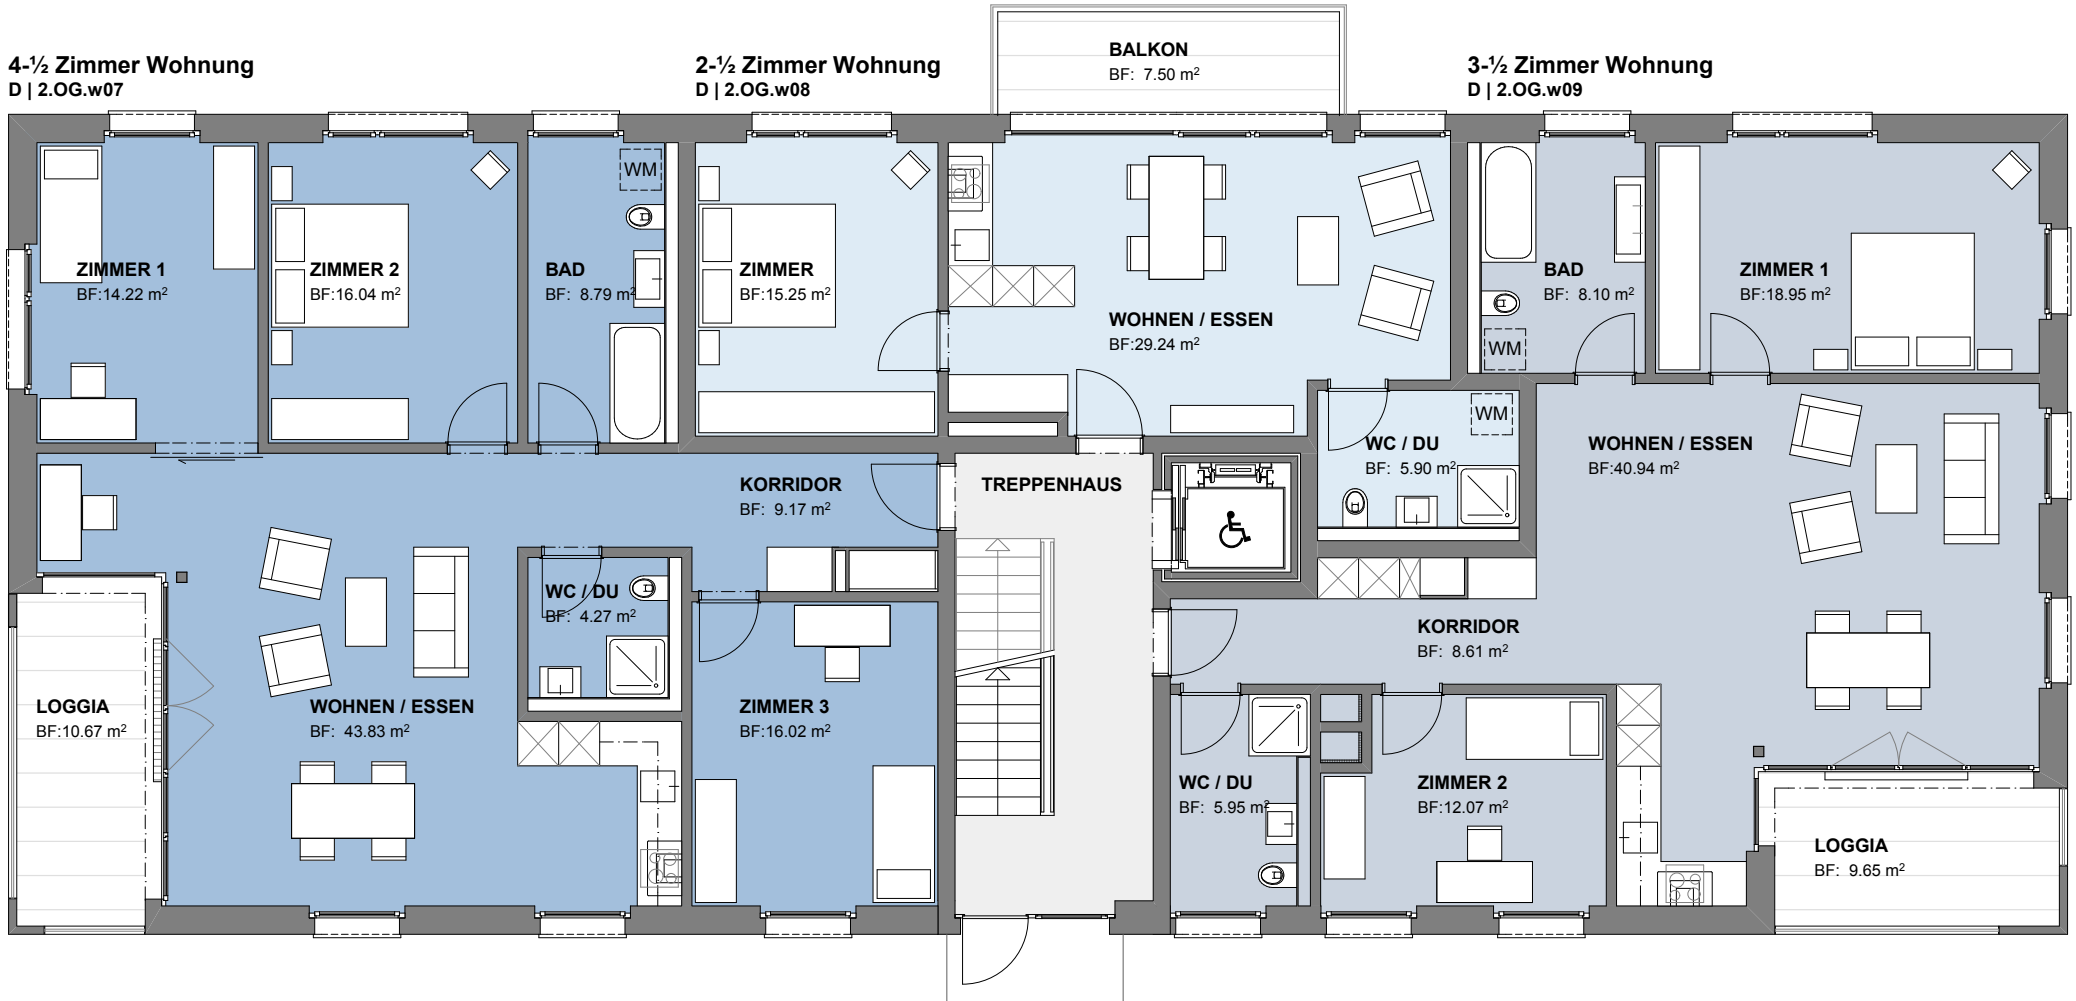 4-½ Zimmer Wohnung
D | 2.OG.w07
2-½ Zimmer Wohnung
D | 2.OG.w08
BALKON
BF: 7.50 m²
3-½ Zimmer Wohnung
D | 2.OG.w09
ZIMMER 1
BF:14.22 m²
ZIMMER 2
BF:16.04 m²
WM
BAD
BF: 8.79 m²
ZIMMER
BF:15.25 m²
WOHNEN / ESSEN
BF:29.24 m²
BAD
BF: 8.10 m²
WM
ZIMMER 1
BF:18.95 m²
WM
WC / DU
BF: 5.90 m²
WOHNEN / ESSEN
BF:40.94 m²
KORRIDOR
BF: 9.17 m²
TREPPENHAUS
WC / DU
BF: 4.27 m²
KORRIDOR
BF: 8.61 m²
LOGGIA
BF:10.67 m²
WOHNEN / ESSEN
BF: 43.83 m²
ZIMMER 3
BF:16.02 m²
WC / DU
BF: 5.95 m²
ZIMMER 2
BF:12.07 m²
LOGGIA
BF: 9.65 m²